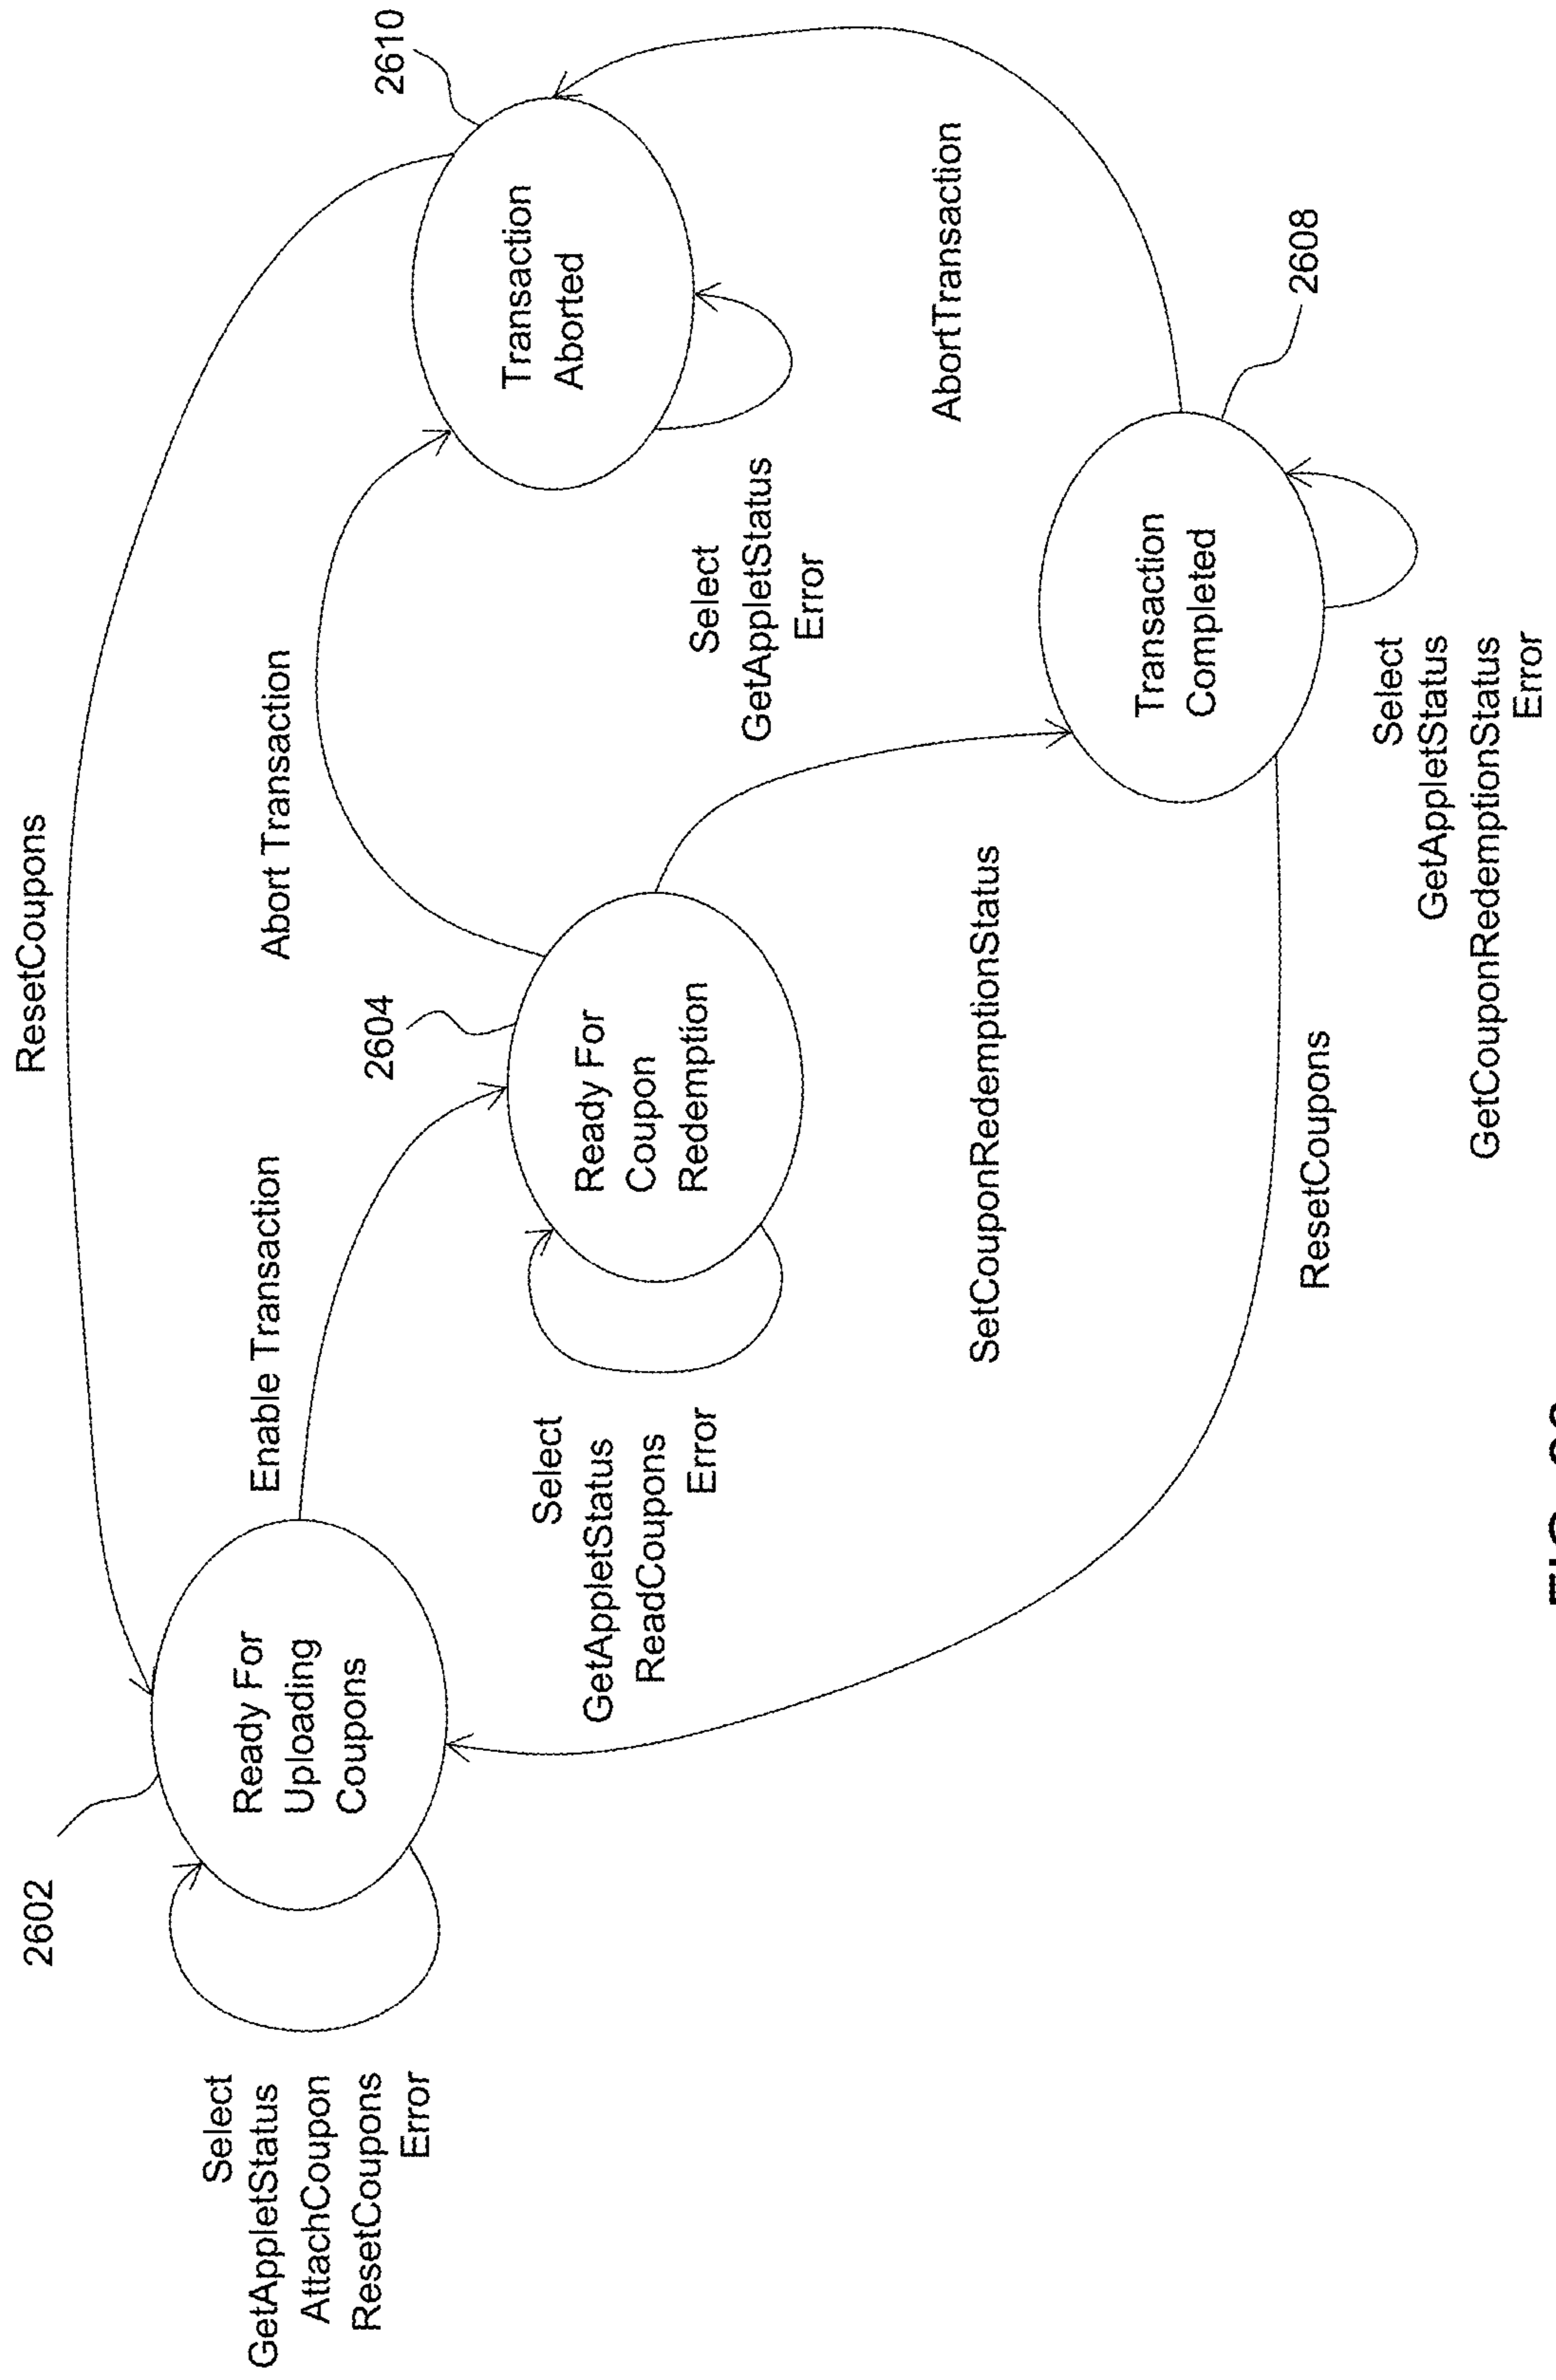 ResetCoupons
2602
2610
Enable Transaction
Abort Transaction
2604
Ready For
Uploading
Coupons
Select
GetAppletStatus
AttachCoupon
ResetCoupons
Error
Transaction
Aborted
Ready For
Coupon
Redemption
Select
GetAppletStatus
ReadCoupons
Error
Select
GetAppletStatus
Error
AbortTransaction
SetCouponRedemptionStatus
Transaction
Completed
2608
ResetCoupons
Select
GetAppletStatus
GetCouponRedemptionStatus
Error